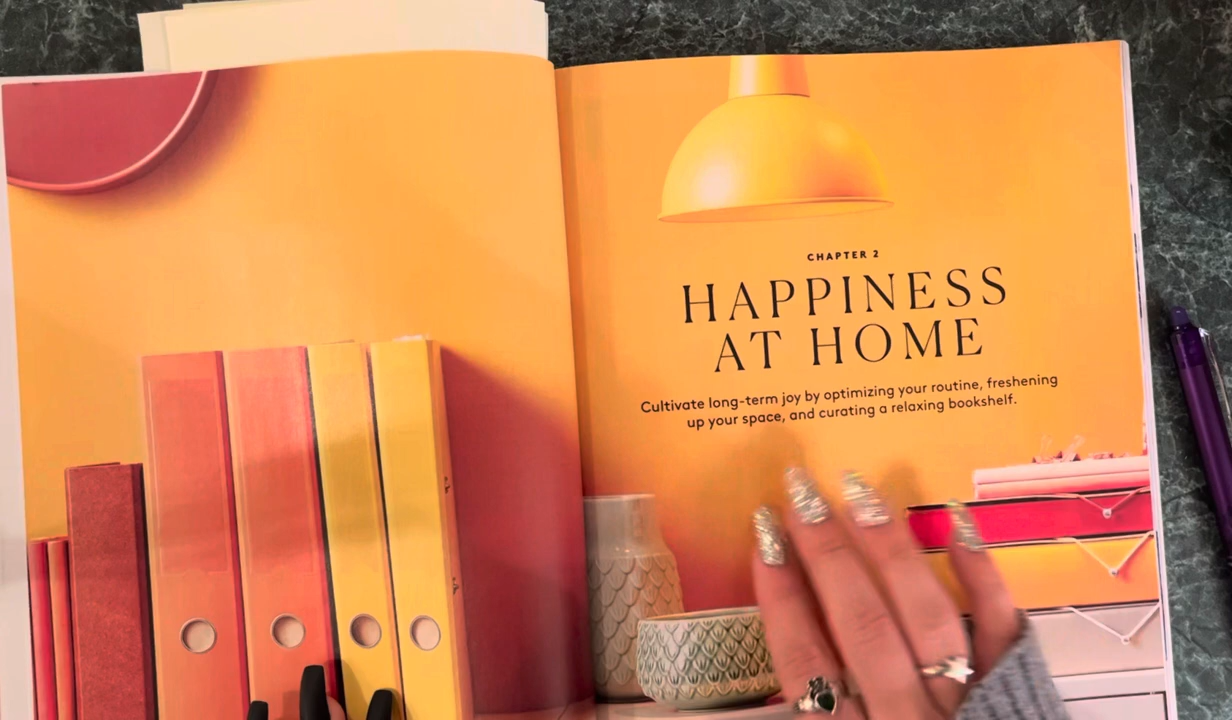 CHAPTER 2
HAPPINESS
AT HOME
Cultivate long-term joy by optimizing your routine, freshening
up your space, and curating a relaxing bookshelf.